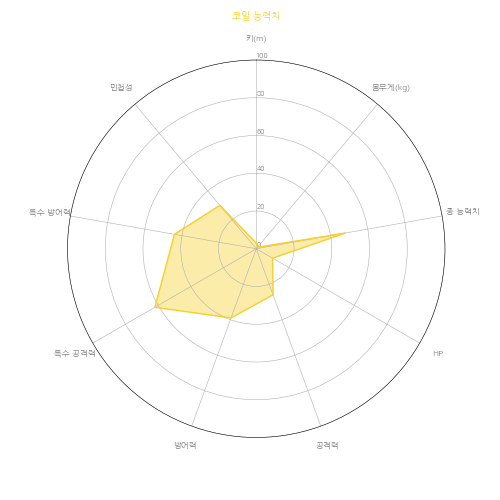 코일 능력치
키(m)
100
민첩성
몸무게(kg)
80
60
40
특수 방어력
20
총 능력치
0
특수 공격력
HP
방어력
공격력